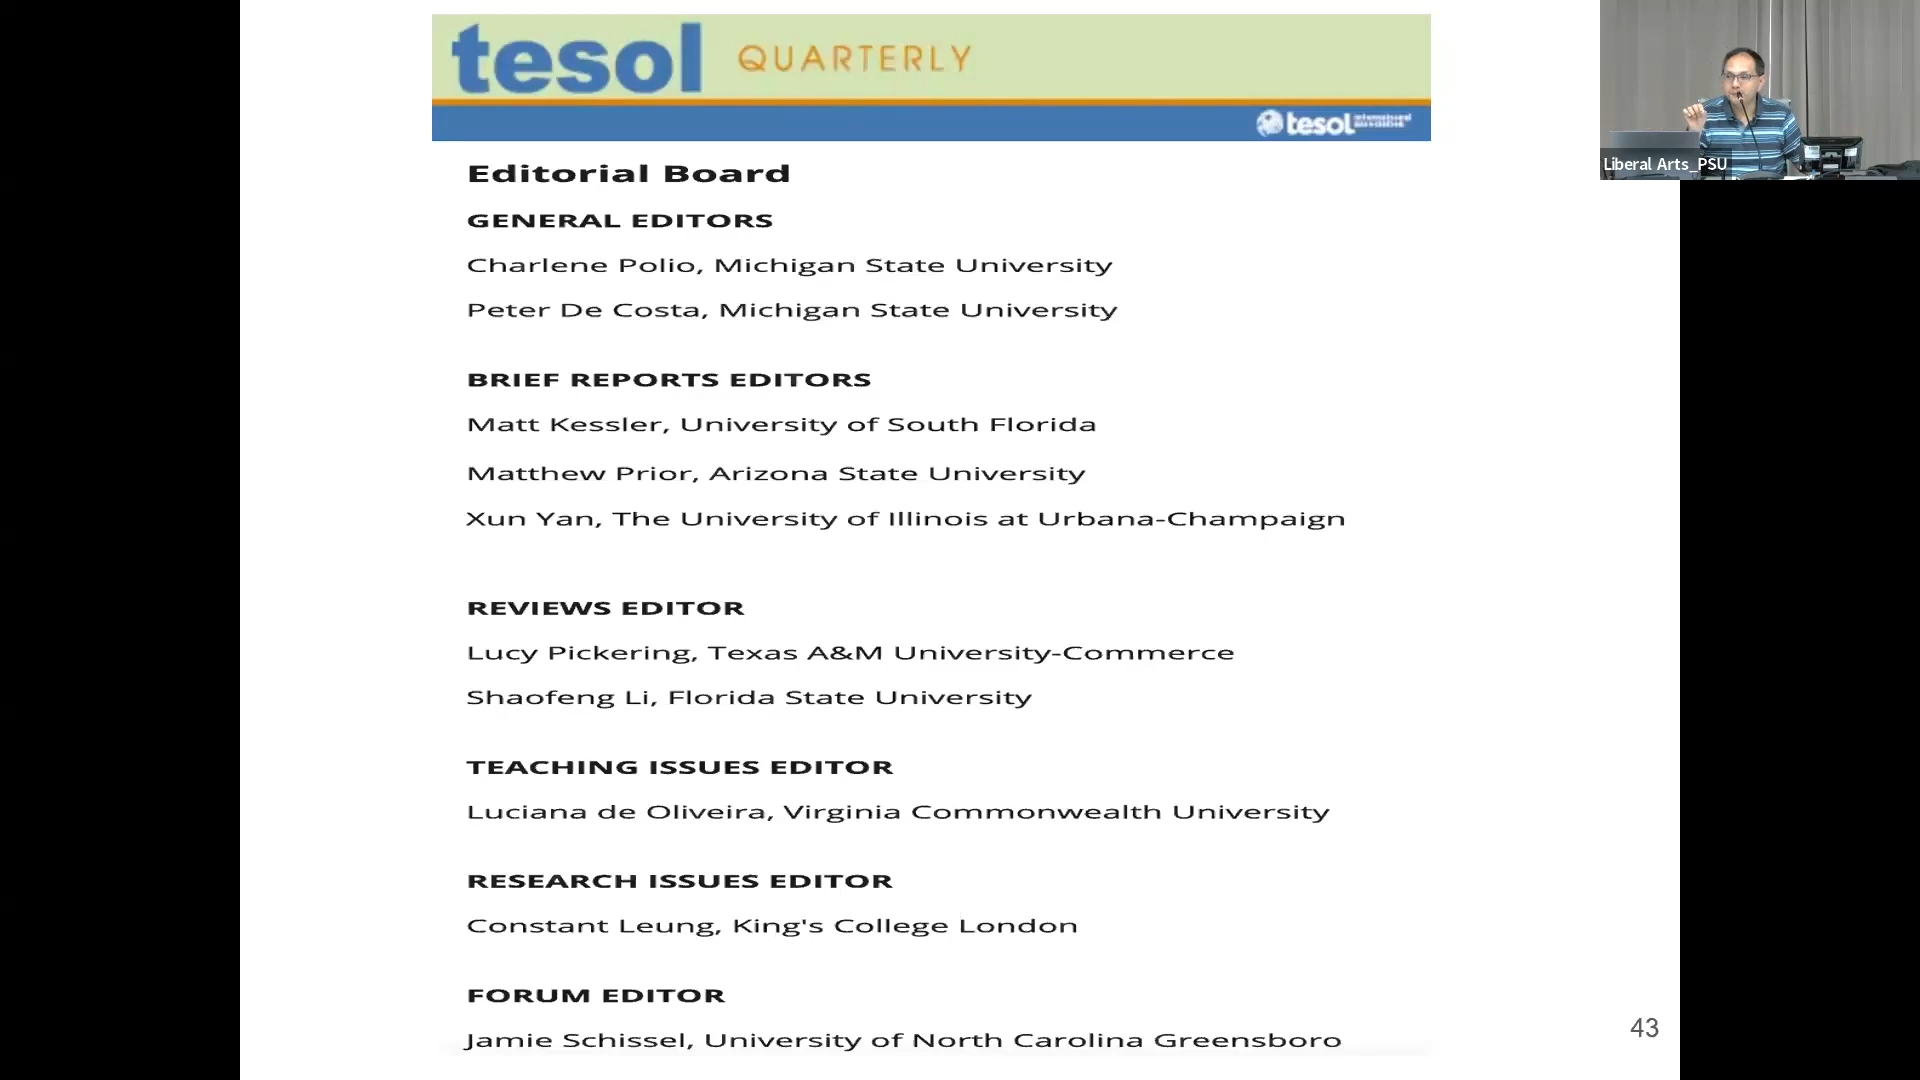 tesol QUARTERLY
tesol
Editorial Board
GENERAL EDITORS
Charlene Polio, Michigan State University
Peter De Costa, Michigan State University
BRIEF REPORTS EDITORS
Matt Kessler, University of South Florida
Matthew Prior, Arizona State University
Xun Yan, The University of Illinois at Urbana-Champaign
REVIEWS EDITOR
Lucy Pickering, Texas A&M University-Commerce
Shaofeng Li, Florida State University
TEACHING ISSUES EDITOR
Luciana de Oliveira, Virginia Commonwealth University
RESEARCH ISSUES EDITOR
Constant Leung, King's College London
FORUM EDITOR
Jamie Schissel, University of North Carolina Greensboro
43
Liberal Arts_PSU